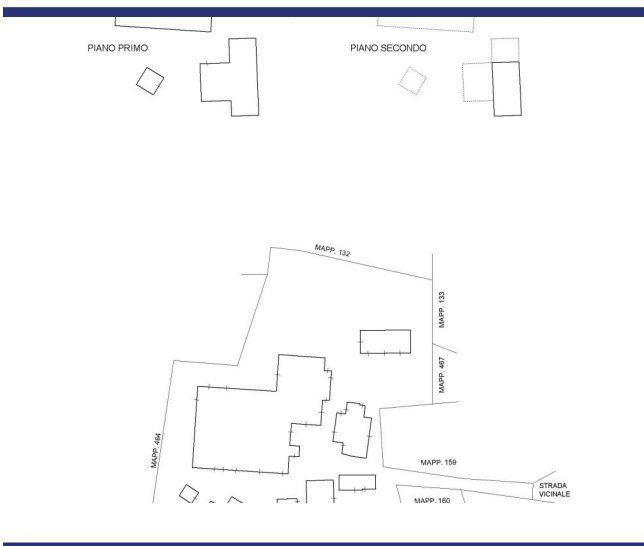 PIANO PRIMO
PIANO SECONDO
MAPP. 132
MAPP. 133
MAPP. 467
MAPP. 464
MAPP. 159
STRADA
VICINALE
MAPP. 160